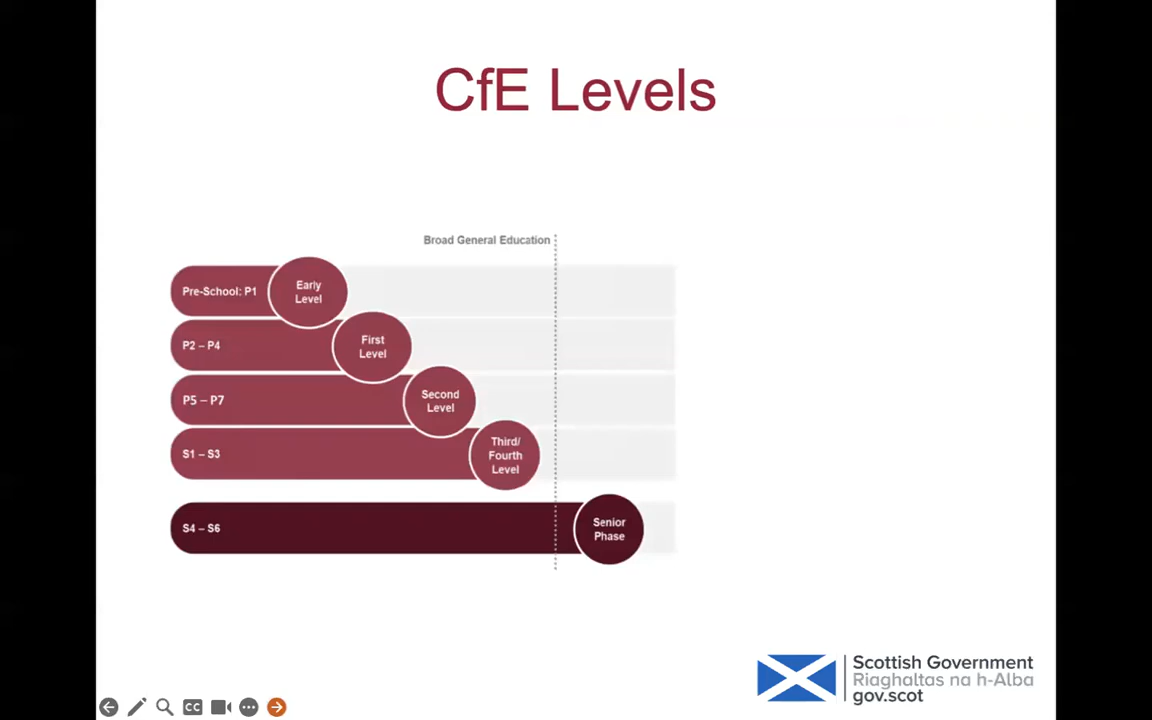 CfE Levels
Broad General Education
Pre-School: P1
Early
Level
P2 – P4
First
Level
P5 – P7
Second
Level
S1 – S3
Third/
Fourth
Level
S4 – S6
Senior
Phase
Scottish Government
Riaghaltas na h-Alba
gov.scot
CC